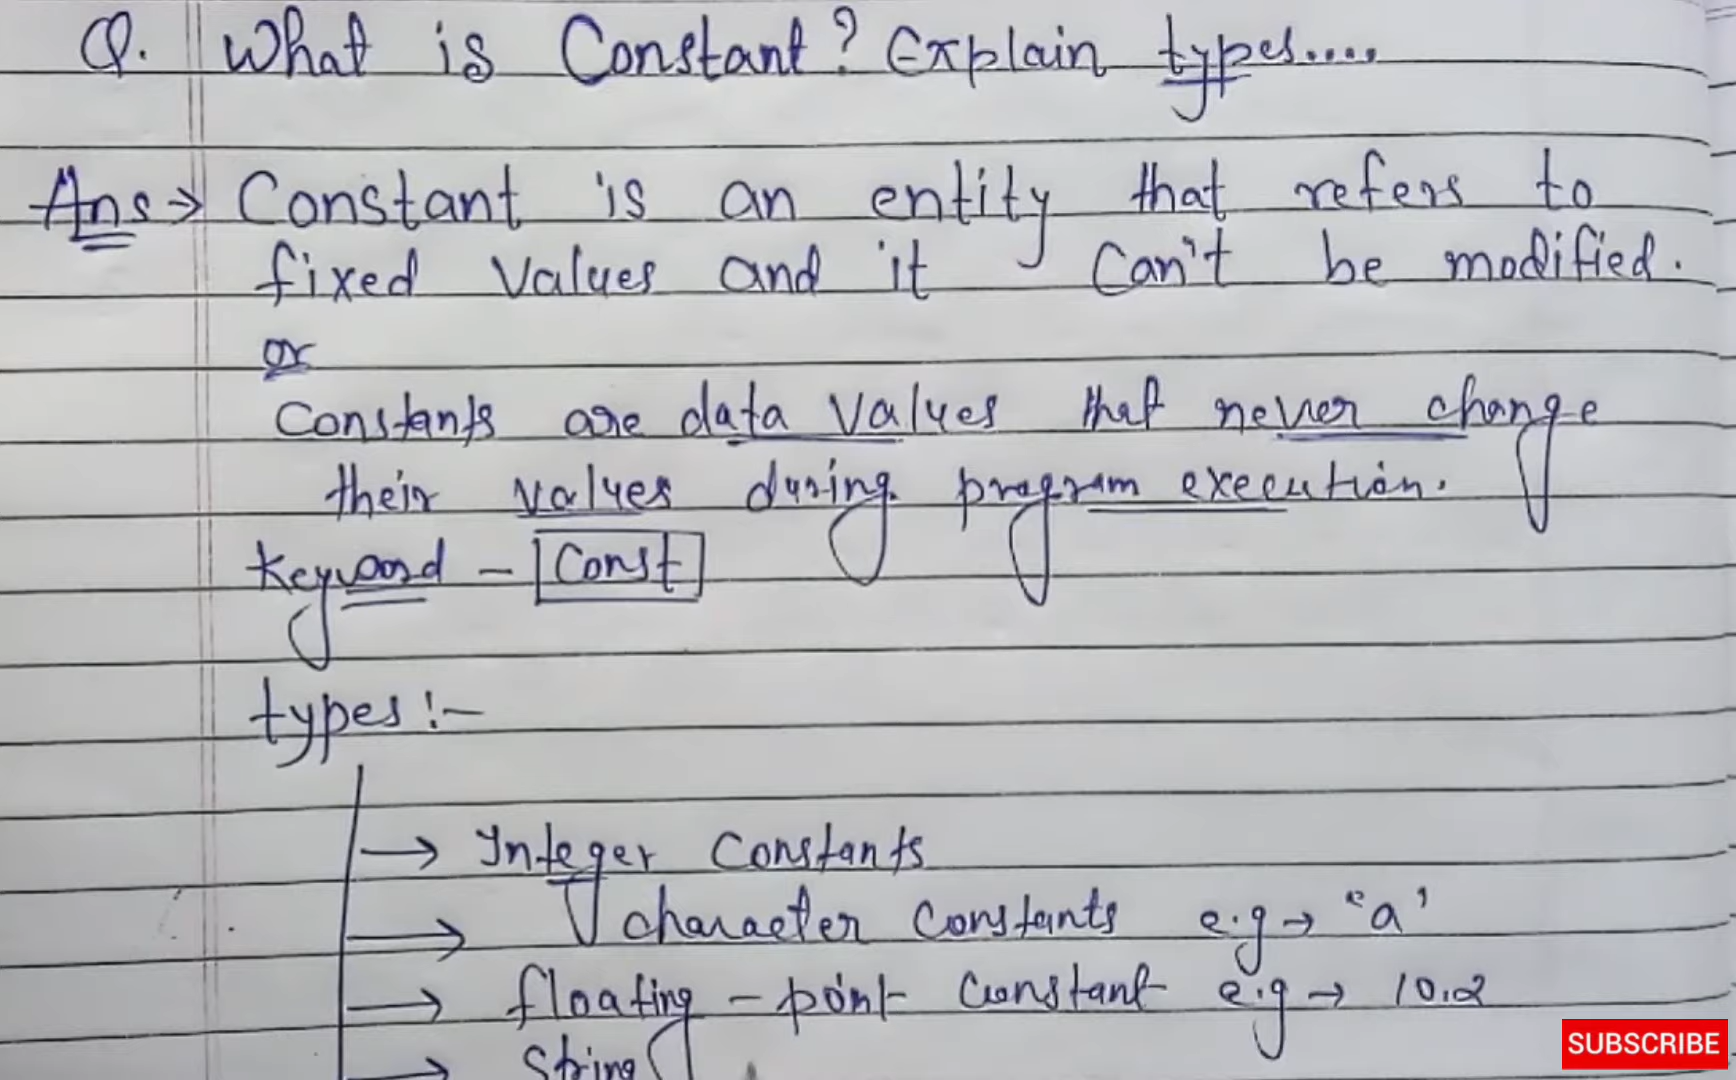 Q. What is Constant? Explain types....
Ans → Constant is an entity that refers to
fixed values and it can't be modified.
or
Constants are data values that never change
their values during program execution.
Keyword - Const
types :-
→ Integer Constants
→ character Constants e.g → 'a'
→ floating - point Constant e.g → 10.2
→ String
SUBSCRIBE